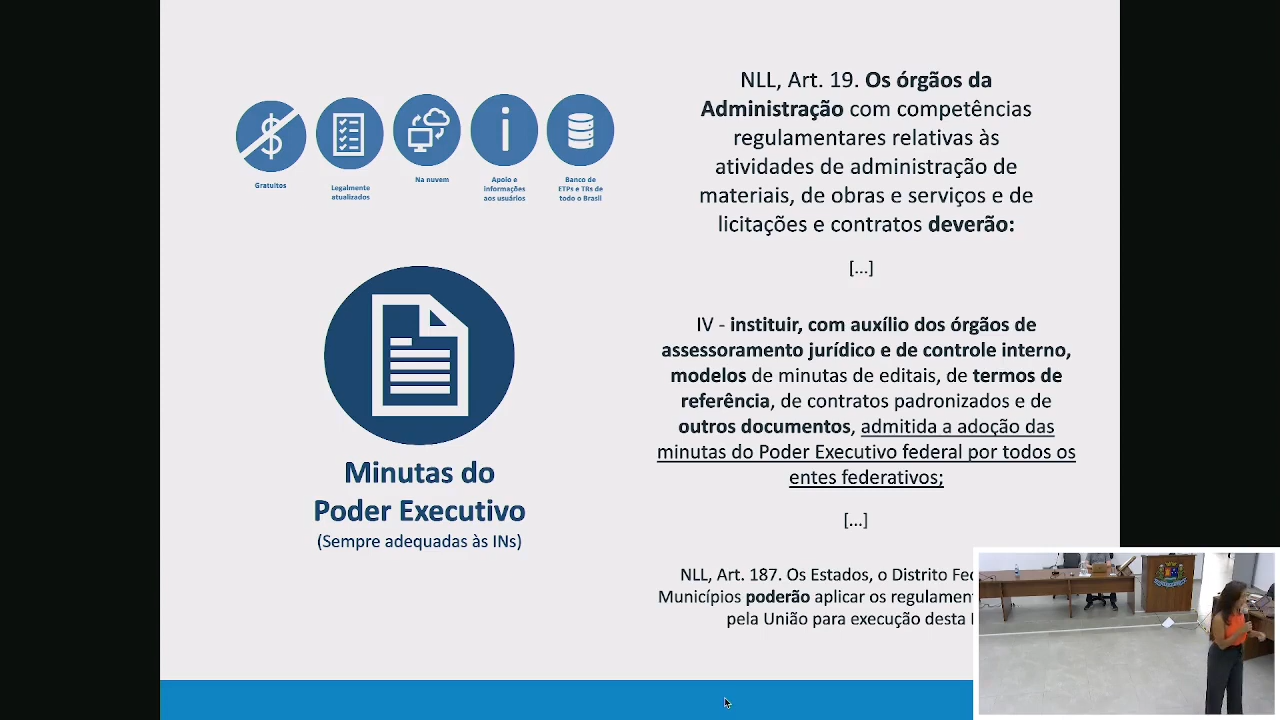 Gratuitos
Legalmente
atualizados
Na nuvem
Apoio e
informações
aos usuários
Banco de
ETPs e TRs de
todo o Brasil
Minutas do
Poder Executivo
(Sempre adequadas às INs)
NLL, Art. 19. Os órgãos da
Administração com competências
regulamentares relativas às
atividades de administração de
materiais, de obras e serviços e de
licitações e contratos deverão:
[...]
IV - instituir, com auxílio dos órgãos de
assessoramento jurídico e de controle interno,
modelos de minutas de editais, de termos de
referência, de contratos padronizados e de
outros documentos, admitida a adoção das
minutas do Poder Executivo federal por todos os
entes federativos;
[...]
NLL, Art. 187. Os Estados, o Distrito
Municípios poderão aplicar os
pela União para execução desta